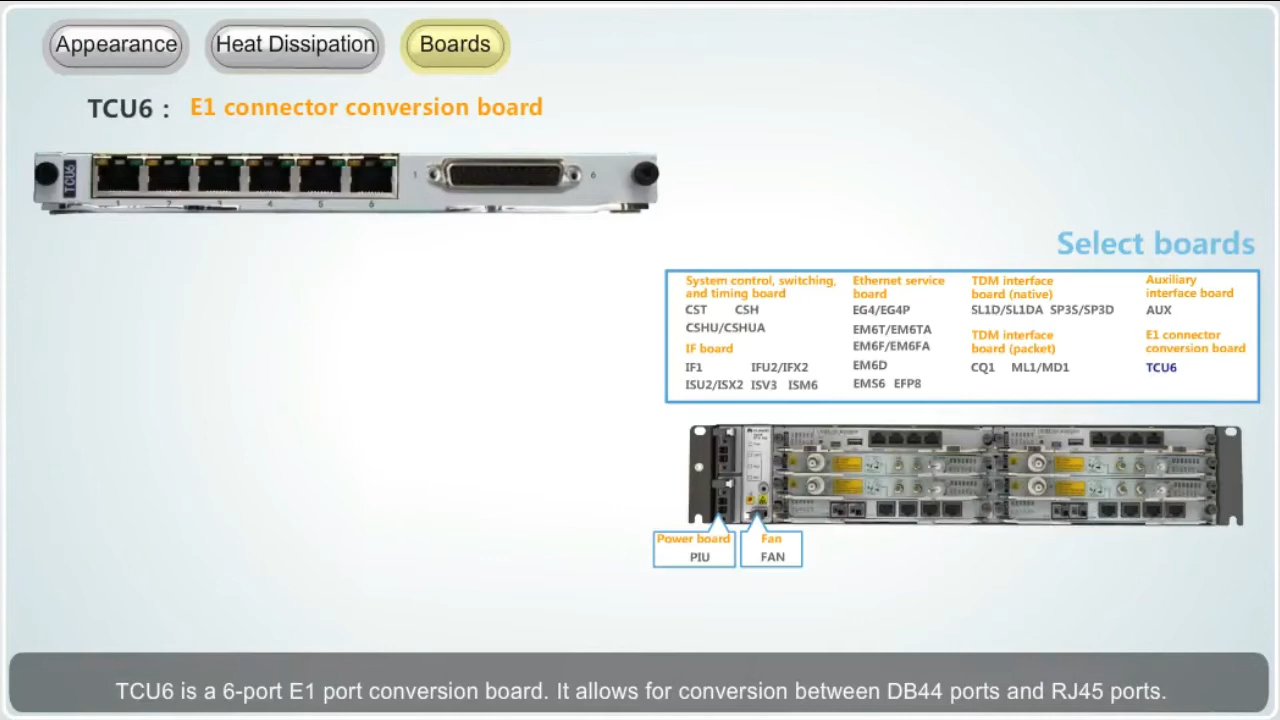 Appearance
Heat Dissipation
Boards
TCU6 : E1 connector conversion board
TCU6
1 6
1 2 3 4 5 6
Select boards
System control, switching,
and timing board
CST CSH
CSHU/CSHUA
IF board
IF1 IFU2/IFX2
ISU2/ISX2 ISV3 ISM6
Ethernet service
board
EG4/EG4P
EM6T/EM6TA
EM6F/EM6FA
EM6D
EMS6 EFP8
TDM interface
board (native)
SL1D/SL1DA SP3S/SP3D
TDM interface
board (packet)
CQ1 ML1/MD1
Auxiliary
interface board
AUX
E1 connector
conversion board
TCU6
Power board
PIU
Fan
FAN
TCU6 is a 6-port E1 port conversion board. It allows for conversion between DB44 ports and RJ45 ports.